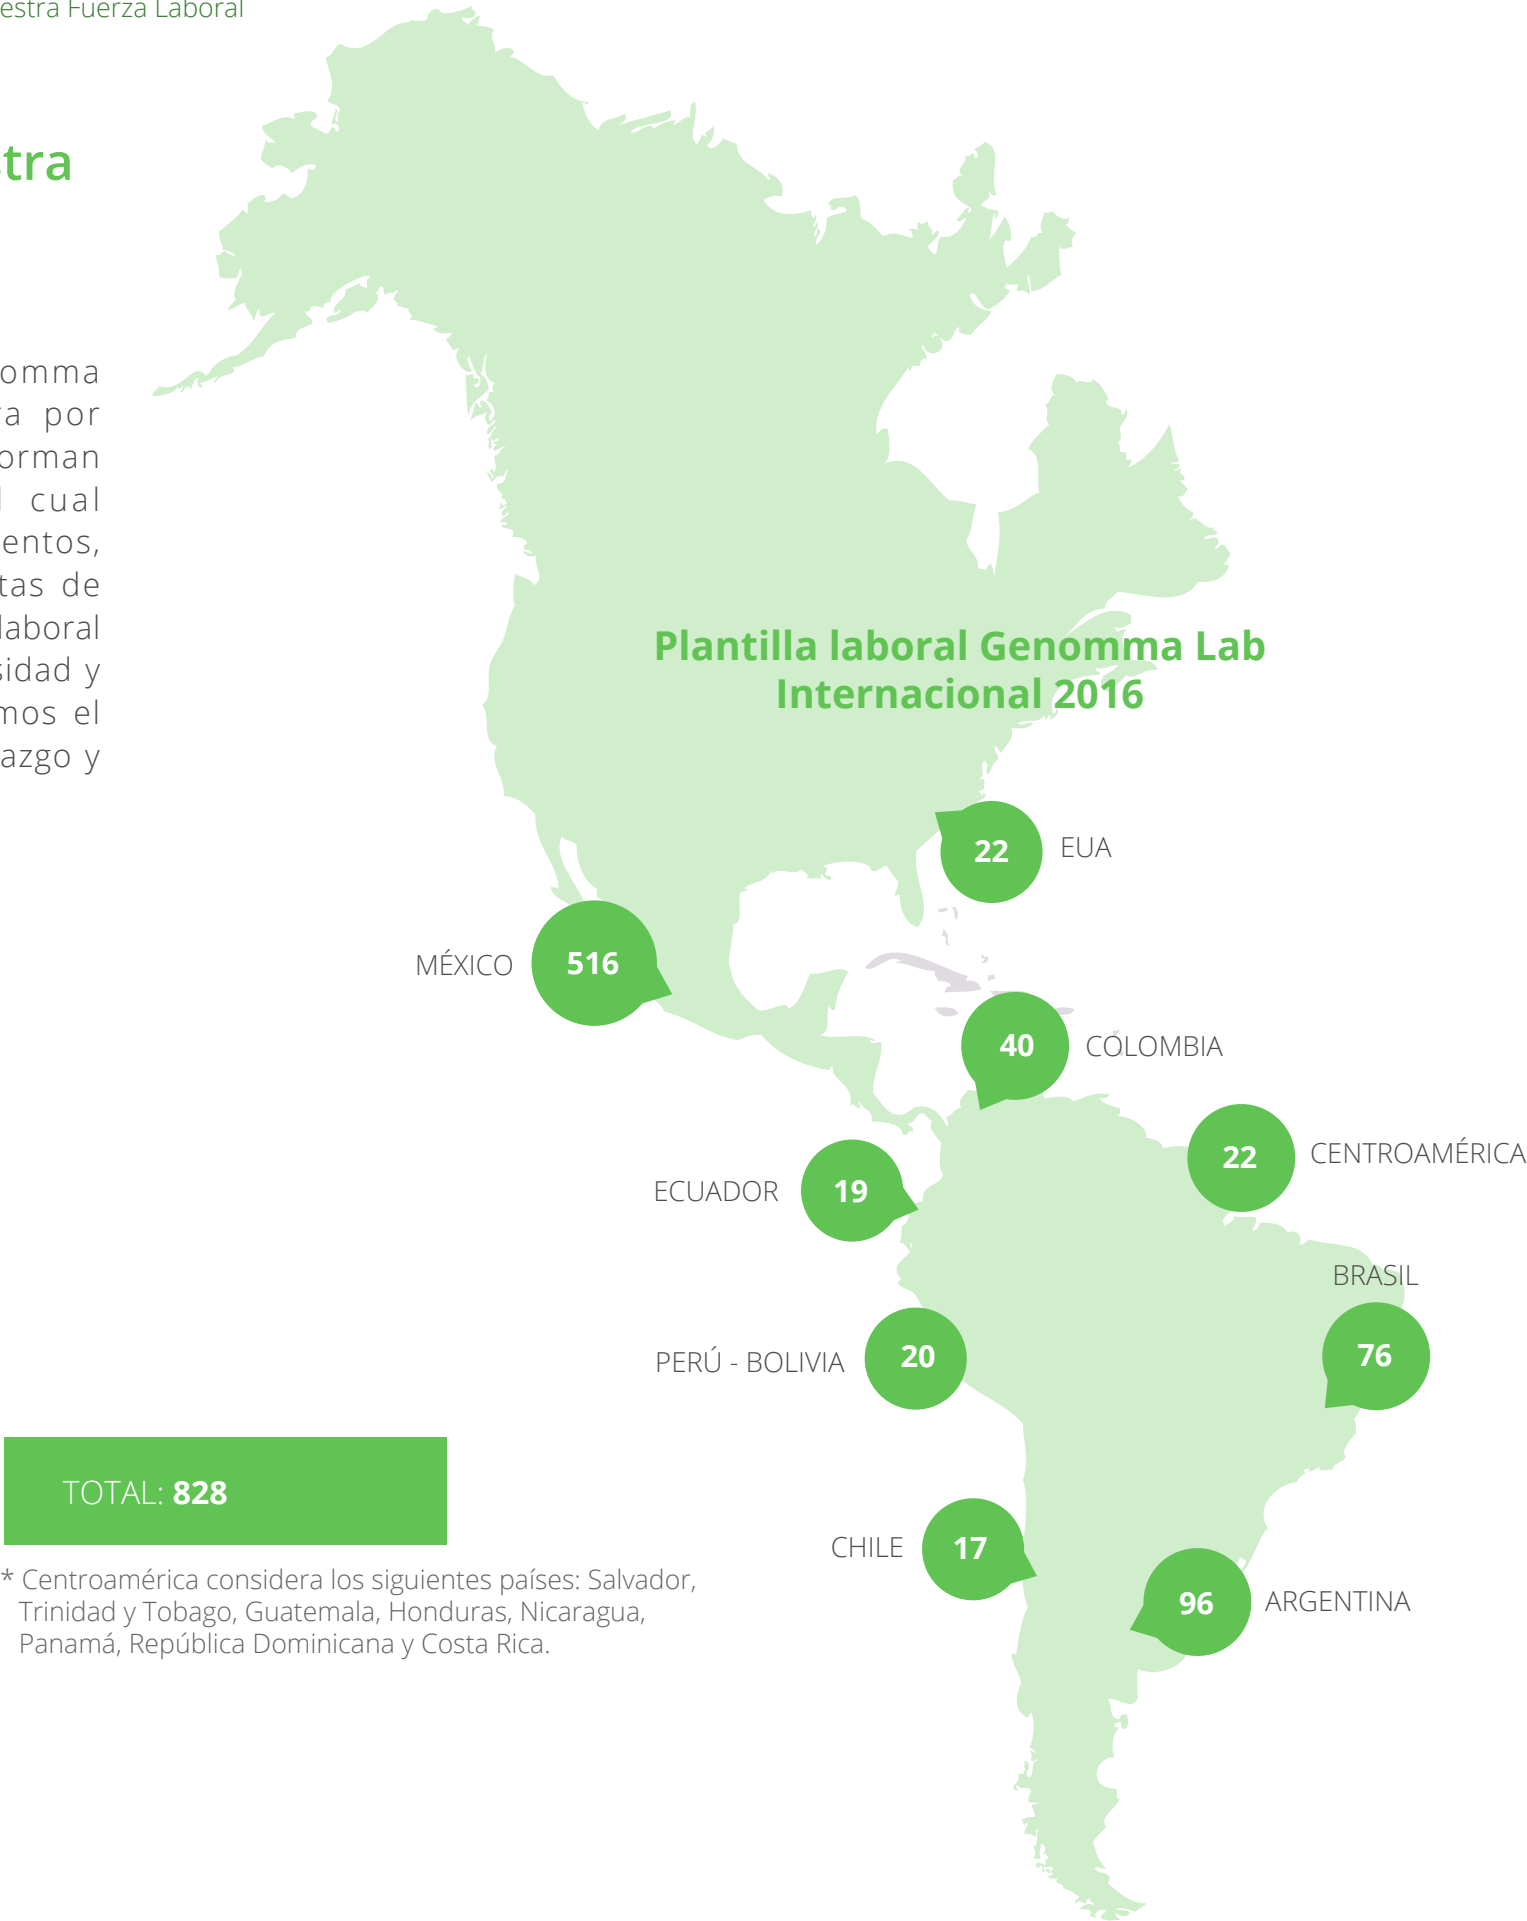 estra Fuerza Laboral
tra
omma
a por
orman
cual
entos,
tas de
laboral
sidad y
mos el
azgo y
Plantilla laboral Genomma Lab
Internacional 2016
22 EUA
MÉXICO 516
40 COLOMBIA
22 CENTROAMÉRICA
ECUADOR 19
BRASIL
76
PERÚ - BOLIVIA 20
TOTAL: 828
CHILE 17
96 ARGENTINA
* Centroamérica considera los siguientes países: Salvador,
Trinidad y Tobago, Guatemala, Honduras, Nicaragua,
Panamá, República Dominicana y Costa Rica.